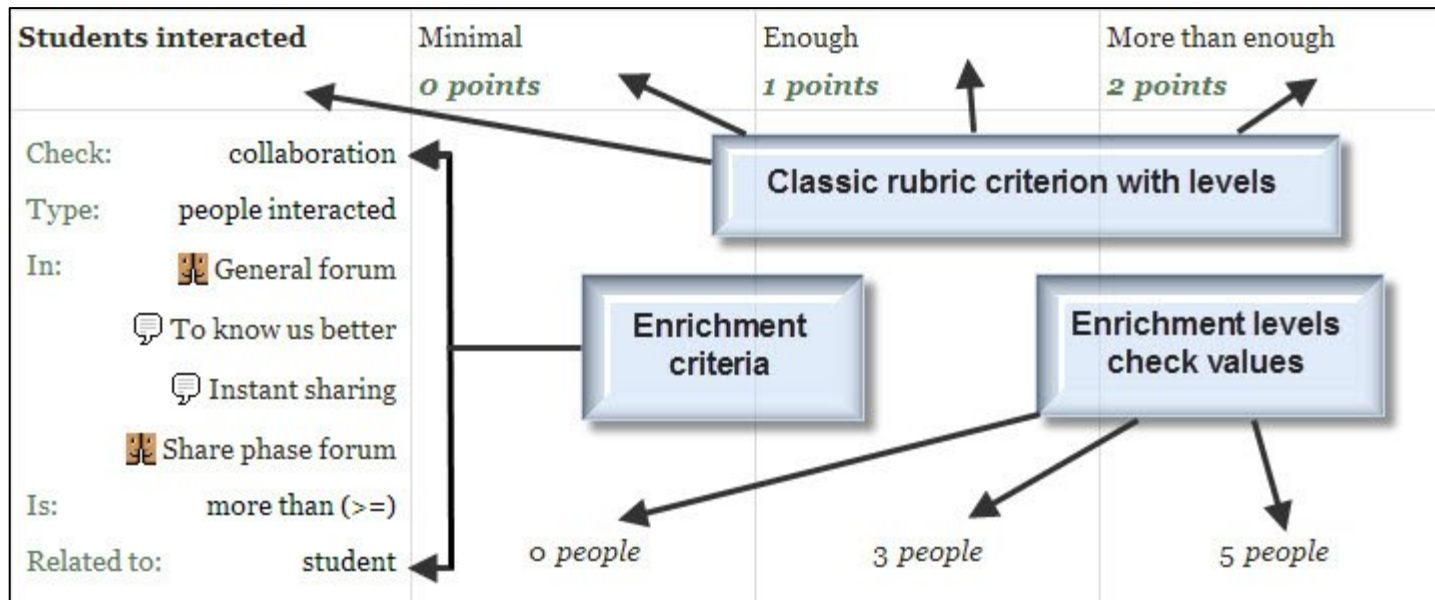 Students interacted
Minimal
Enough
More than enough
0 points
1 points
2 points
Check: collaboration
Classic rubric criterion with levels
Type: people interacted
In: General forum
To know us better
Instant sharing
Share phase forum
Enrichment
criteria
Enrichment levels
check values
Is: more than (>=)
Related to: student
0 people
3 people
5 people